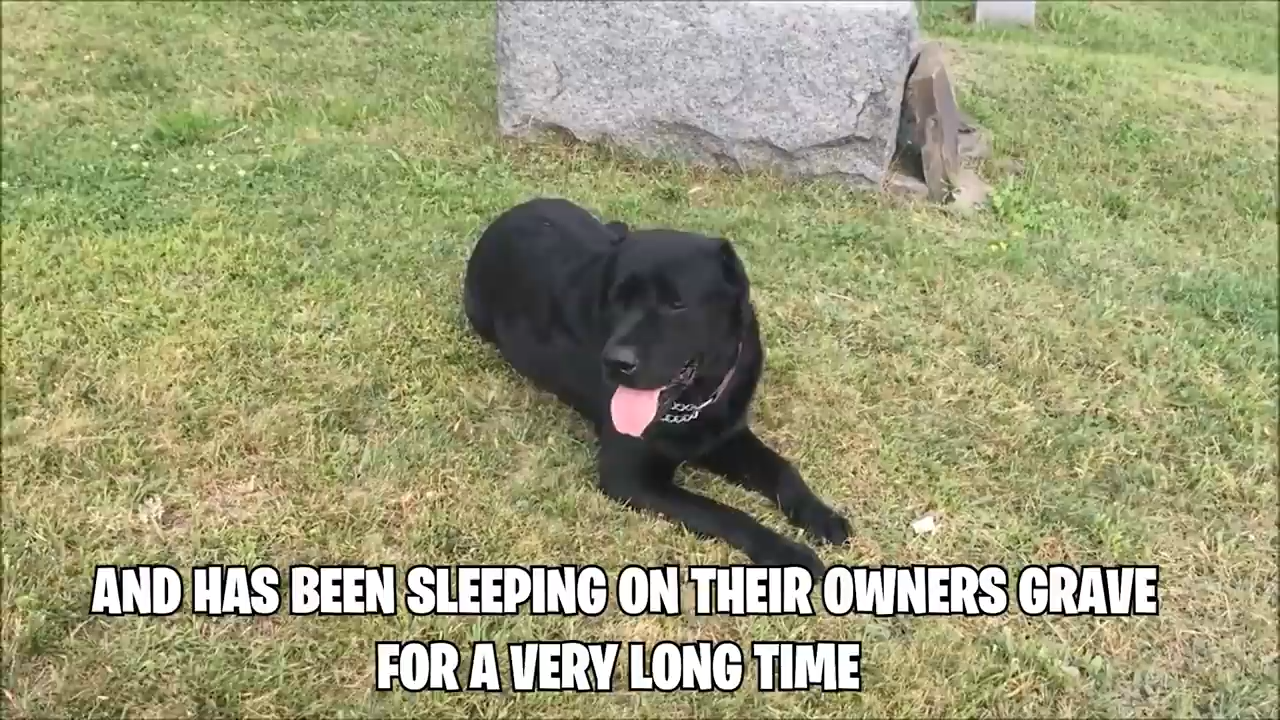 AND HAS BEEN SLEEPING ON THEIR OWNERS GRAVE
FOR A VERY LONG TIME